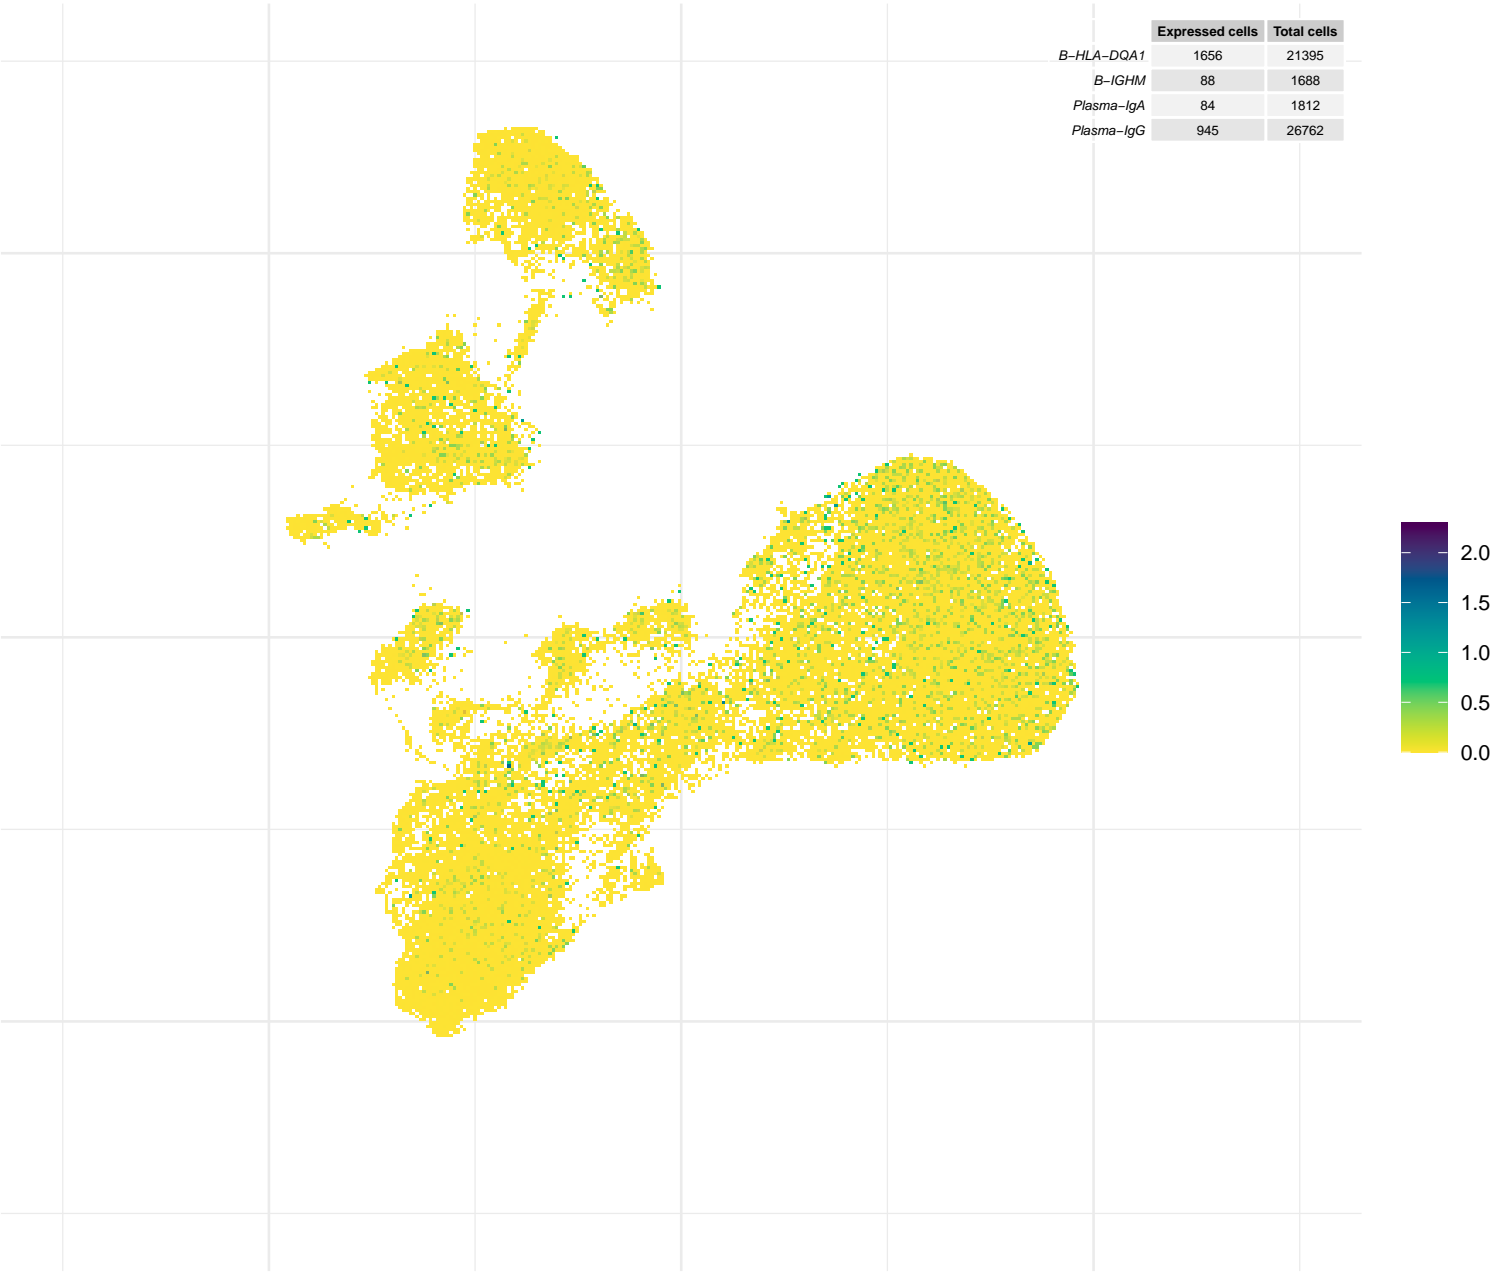 Expressed cells Total cells
B−HLA−DQA1 1656 21395
B−IGHM 88 1688
Plasma−IgA 84 1812
Plasma−IgG 945 26762
2.0
1.5
1.0
0.5
0.0